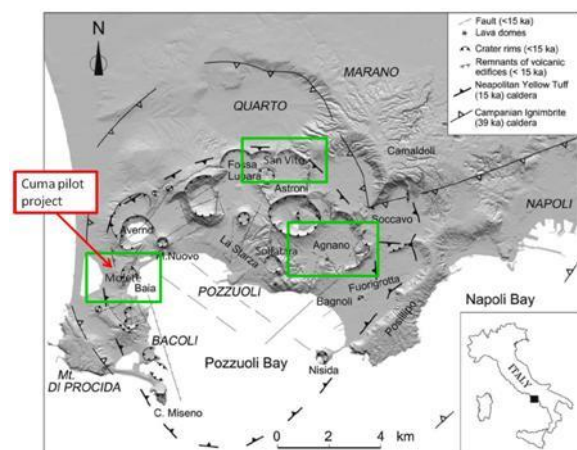 N
MARANO
QUARTO
Fossa
Lupara
San Vito
Camaldoli
Astroni
Cuma pilot
project
Soccavo
NAPOLI
Averno
M.Nuovo
La Starza
Solfatara
Agnano
Baia
POZZUOLI
Fuorigrotta
Bagnoli
Posillipo
Napoli Bay
BACOLI
Pozzuoli Bay
Mt.
DI PROCIDA
Nisida
C. Miseno
0 2 4
km
ITALY
Fault (<15 ka)
Lava domes
Crater rims (<15 ka)
Remnants of volcanic
edifices (< 15 ka)
Neapolitan Yellow Tuff
(15 ka) caldera
Campanian Ignimbrite
(39 ka) caldera